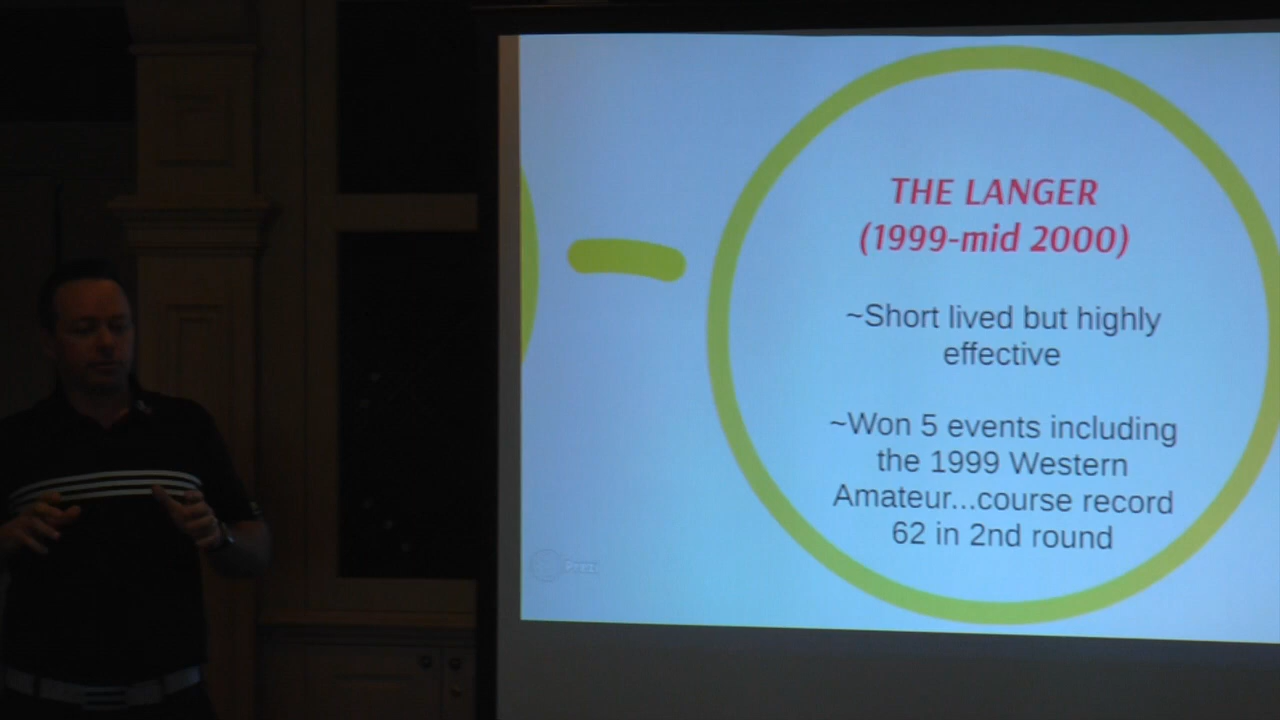 THE LANGER
(1999-mid 2000)
~Short lived but highly
effective
~Won 5 events including
the 1999 Western
Amateur...course record
62 in 2nd round
Prezi